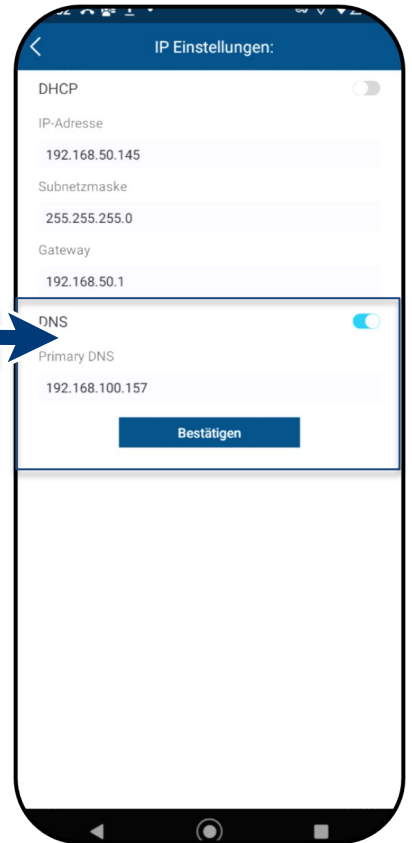 IP Einstellungen:
DHCP
IP-Adresse
192.168.50.145
Subnetzmaske
255.255.255.0
Gateway
192.168.50.1
DNS
Primary DNS
192.168.100.157
Bestätigen